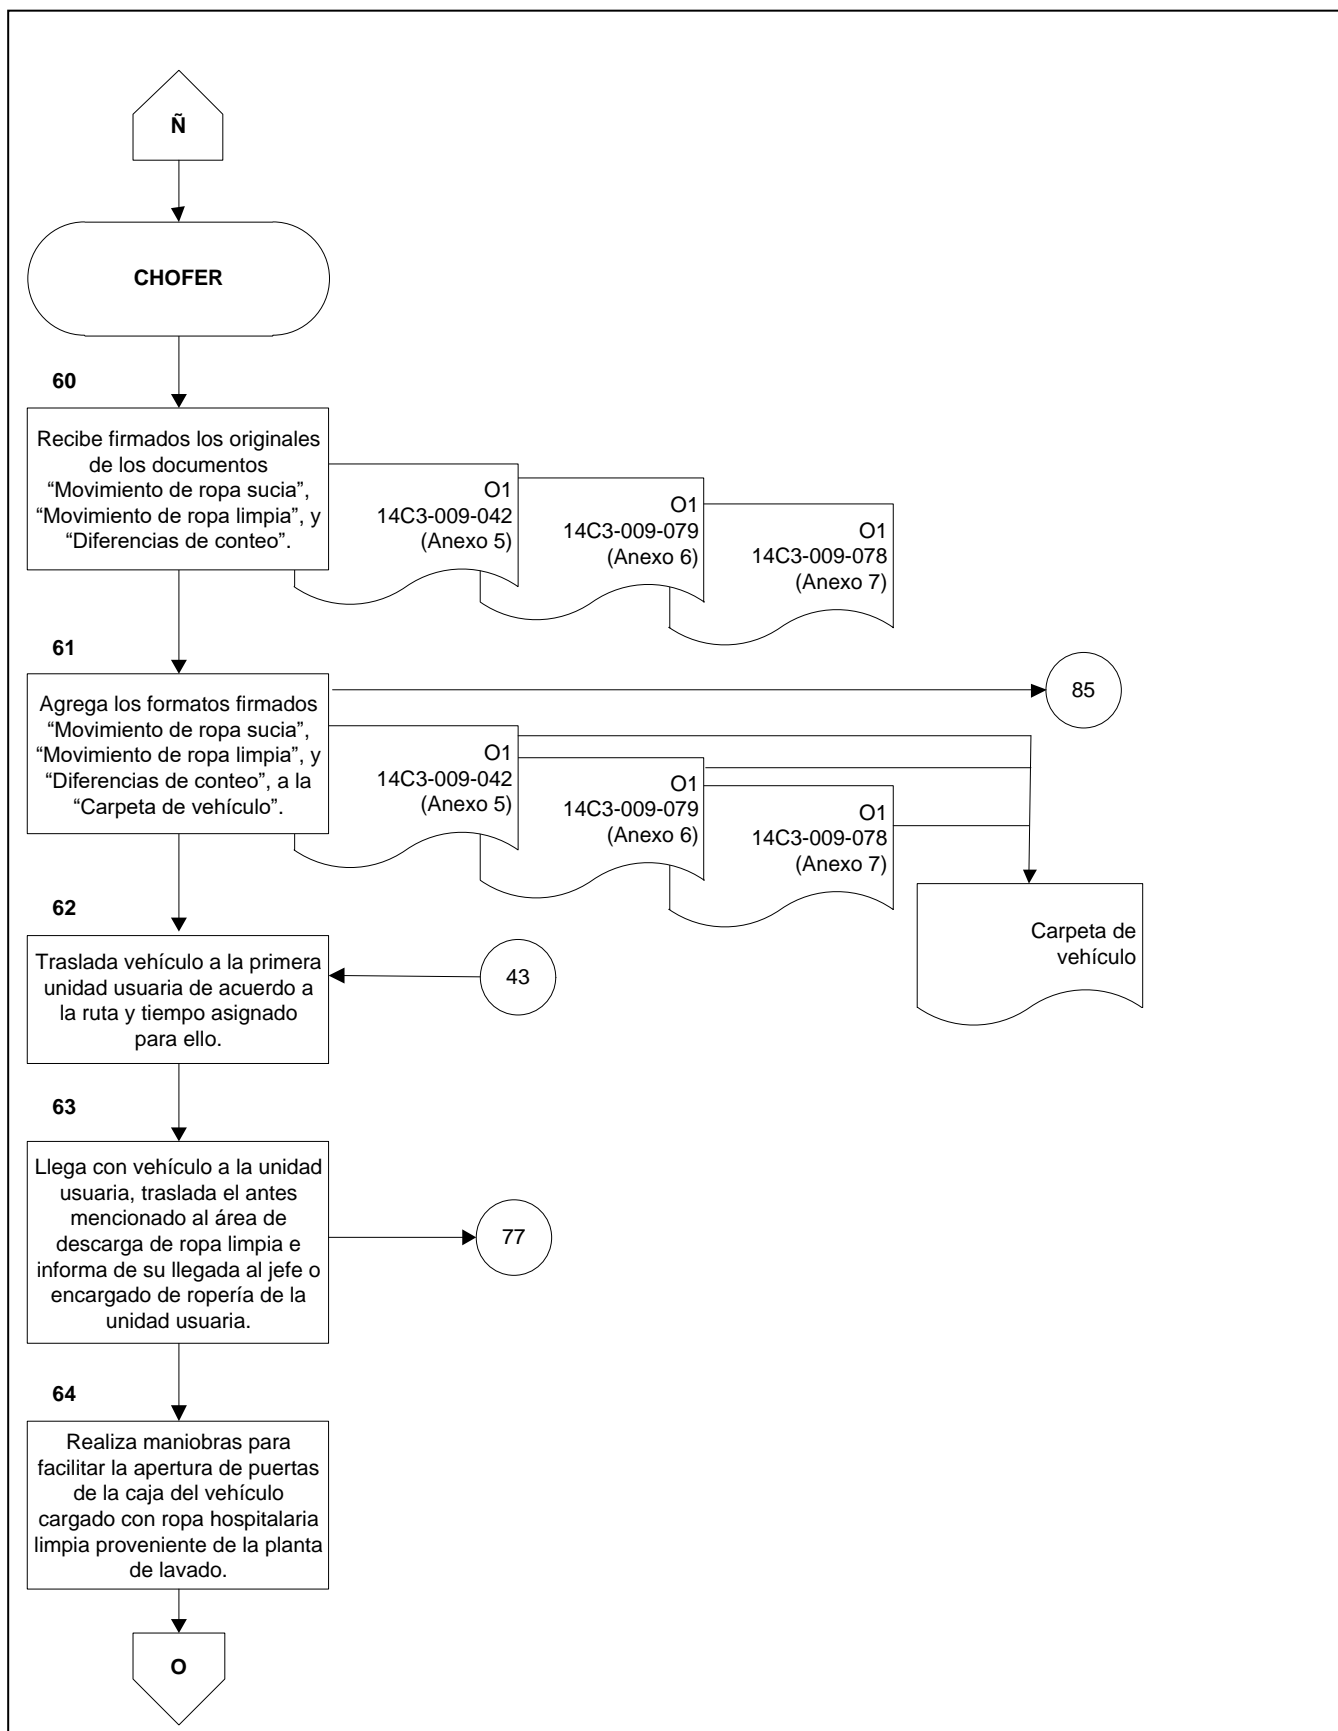 Ñ
CHOFER
60
Recibe firmados los originales
de los documentos
“Movimiento de ropa sucia”,
“Movimiento de ropa limpia”, y
“Diferencias de conteo”.
O1
14C3-009-042
(Anexo 5)
O1
14C3-009-079
(Anexo 6)
O1
14C3-009-078
(Anexo 7)
61
Agrega los formatos firmados
“Movimiento de ropa sucia”,
“Movimiento de ropa limpia”, y
“Diferencias de conteo”, a la
“Carpeta de vehículo”.
85
O1
14C3-009-042
(Anexo 5)
O1
14C3-009-079
(Anexo 6)
O1
14C3-009-078
(Anexo 7)
Carpeta de
vehículo
62
Traslada vehículo a la primera
unidad usuaria de acuerdo a
la ruta y tiempo asignado
para ello.
43
63
Llega con vehículo a la unidad
usuaria, traslada el antes
mencionado al área de
descarga de ropa limpia e
informa de su llegada al jefe o
encargado de ropería de la
unidad usuaria.
77
64
Realiza maniobras para
facilitar la apertura de puertas
de la caja del vehículo
cargado con ropa hospitalaria
limpia proveniente de la planta
de lavado.
O